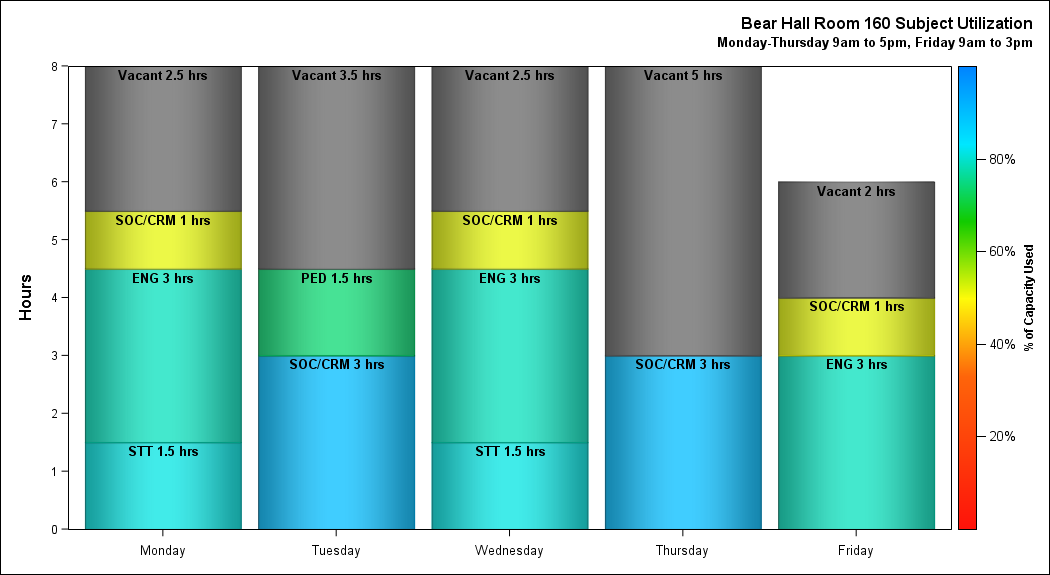 Bear Hall Room 160 Subject Utilization
Monday-Thursday 9am to 5pm, Friday 9am to 3pm
Hours
8
7
6
5
4
3
2
1
0
Vacant 2.5 hrs
SOC/CRM 1 hrs
ENG 3 hrs
STT 1.5 hrs
Vacant 3.5 hrs
PED 1.5 hrs
SOC/CRM 3 hrs
Vacant 2.5 hrs
SOC/CRM 1 hrs
ENG 3 hrs
STT 1.5 hrs
Vacant 5 hrs
SOC/CRM 3 hrs
Vacant 2 hrs
SOC/CRM 1 hrs
ENG 3 hrs
Monday
Tuesday
Wednesday
Thursday
Friday
80%
60%
40%
20%
% of Capacity Used